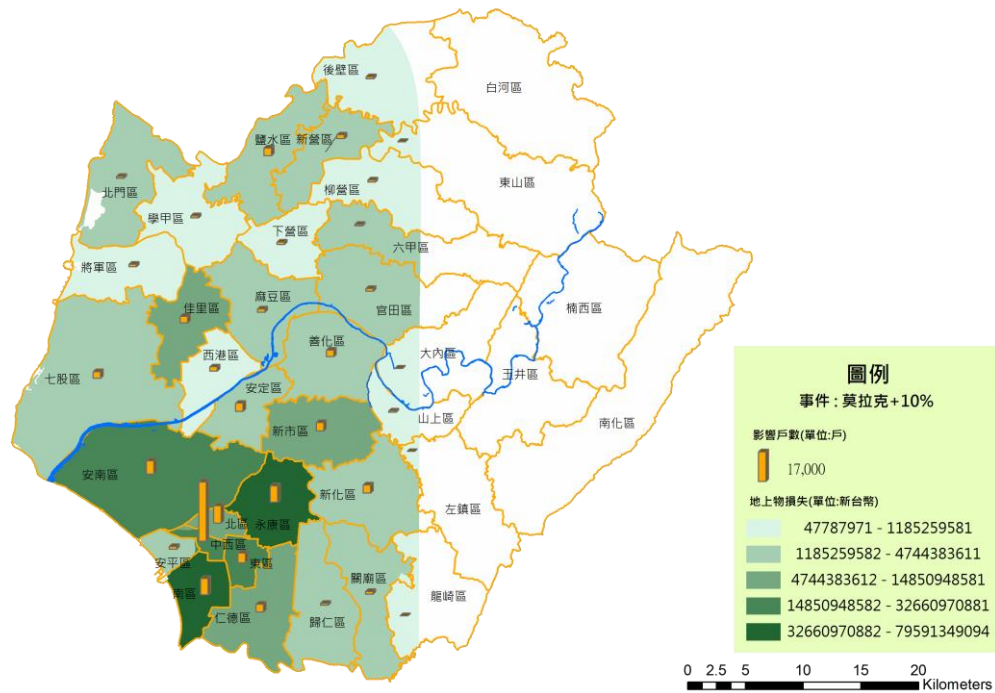 後壁區
白河區
鹽水區
新營區
東山區
北門區
柳營區
學甲區
下營區
六甲區
將軍區
佳里區
麻豆區
官田區
楠西區
善化區
西港區
大內區
玉井區
七股區
安定區
山上區
南化區
新市區
安南區
新化區
左鎮區
北區
永康區
中西區
安平區
東區
關廟區
龍崎區
南區
仁德區
歸仁區
圖例
事件:莫拉克+10%
影響戶數(單位:戶)
17,000
地上物損失(單位:新台幣)
47787971 - 1185259581
1185259582 - 4744383611
4744383612 - 14850948581
14850948582 - 32660970881
32660970882 - 79591349094
0 2.5 5 10 15 20
Kilometers